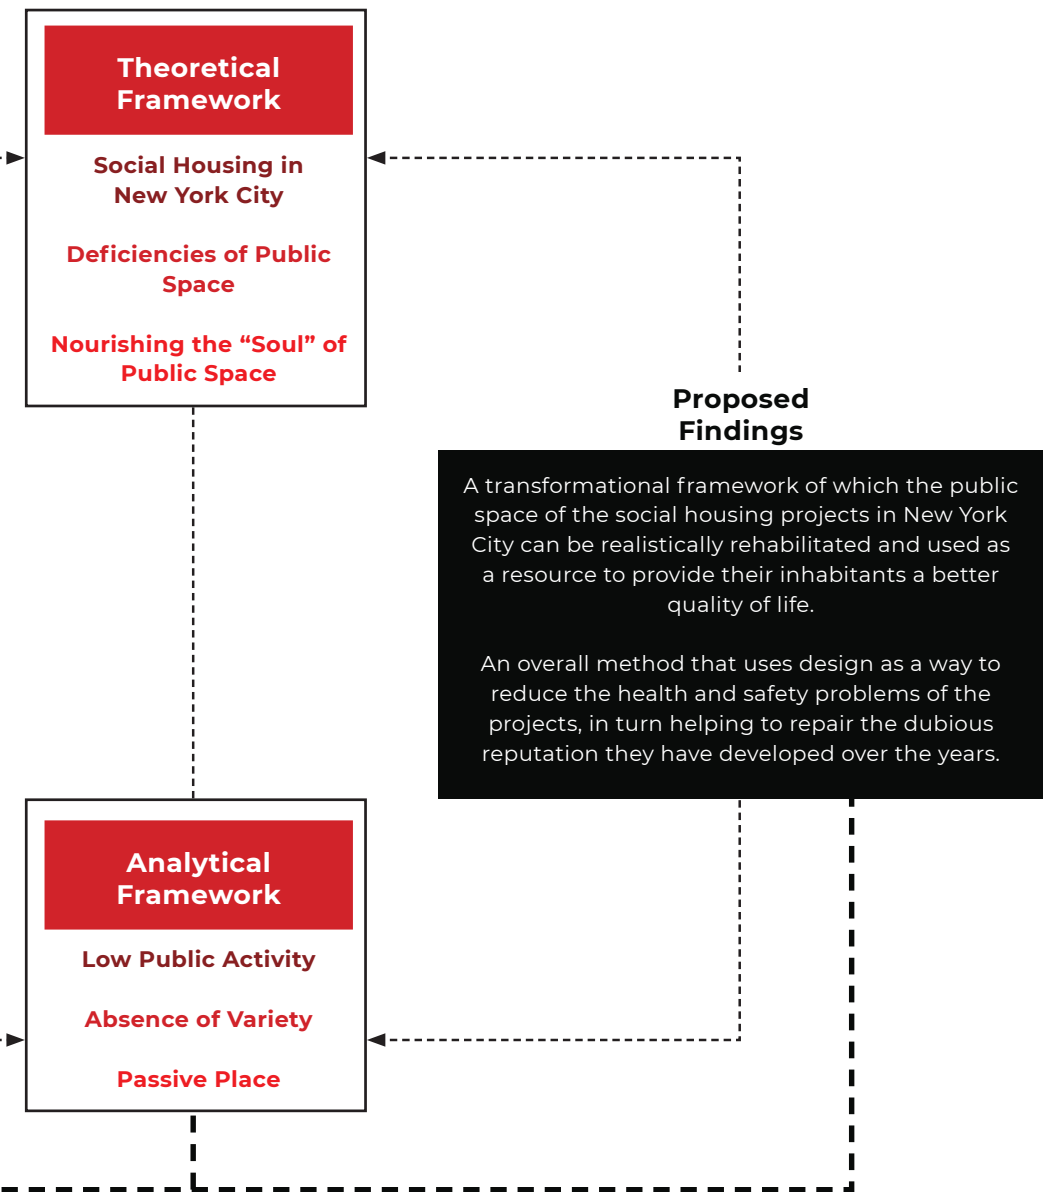 Theoretical
Framework
Social Housing in
New York City
Deficiencies of Public
Space
Nourishing the “Soul” of
Public Space
Proposed
Findings
A transformational framework of which the public
space of the social housing projects in New York
City can be realistically rehabilitated and used as
a resource to provide their inhabitants a better
quality of life.
An overall method that uses design as a way to
reduce the health and safety problems of the
projects, in turn helping to repair the dubious
reputation they have developed over the years.
Analytical
Framework
Low Public Activity
Absence of Variety
Passive Place